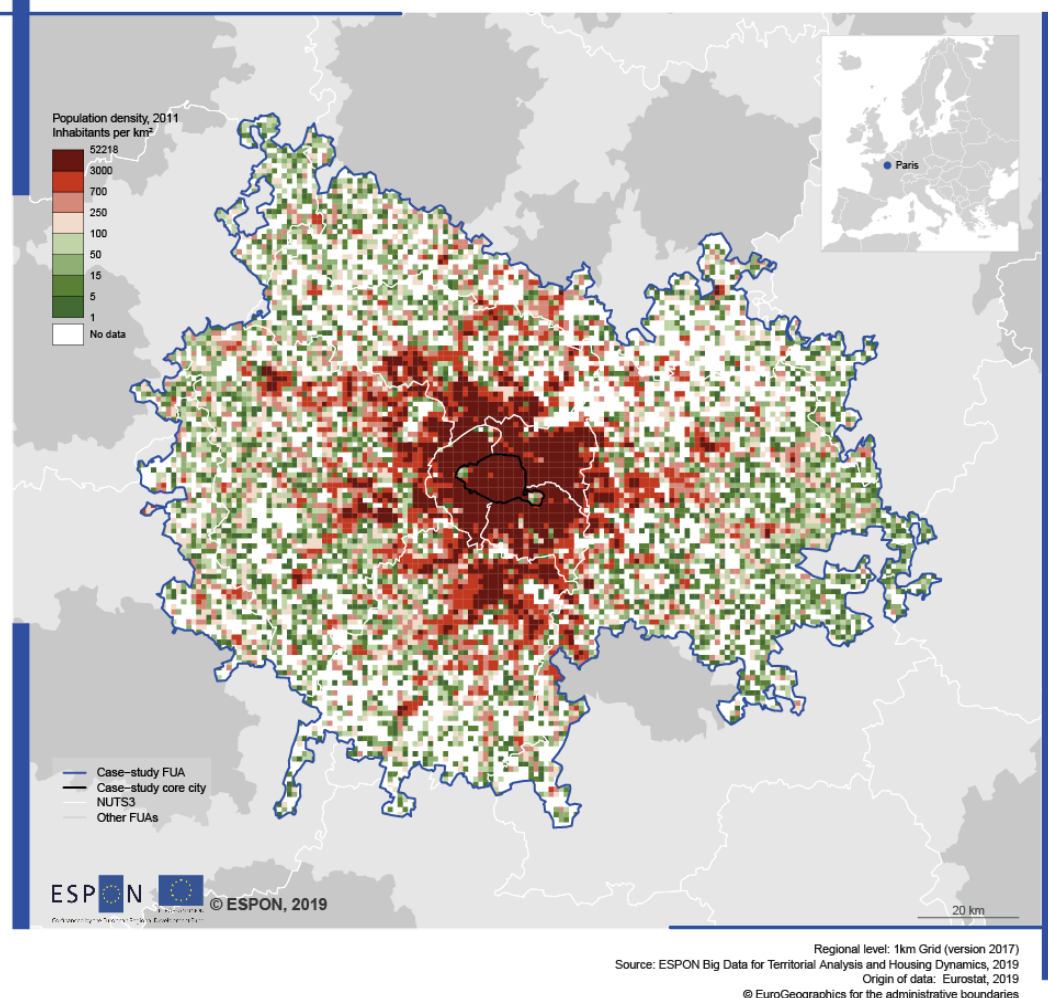 Population density, 2011
Inhabitants per km²
52218
3000
700
250
100
50
15
5
1
No data
Paris
Case–study FUA
Case–study core city
NUTS3
Other FUAs
ESPON
© ESPON, 2019
20 km
Regional level: 1km Grid (version 2017)
Source: ESPON Big Data for Territorial Analysis and Housing Dynamics, 2019
Origin of data: Eurostat, 2019
© EuroGeographics for the administrative boundaries